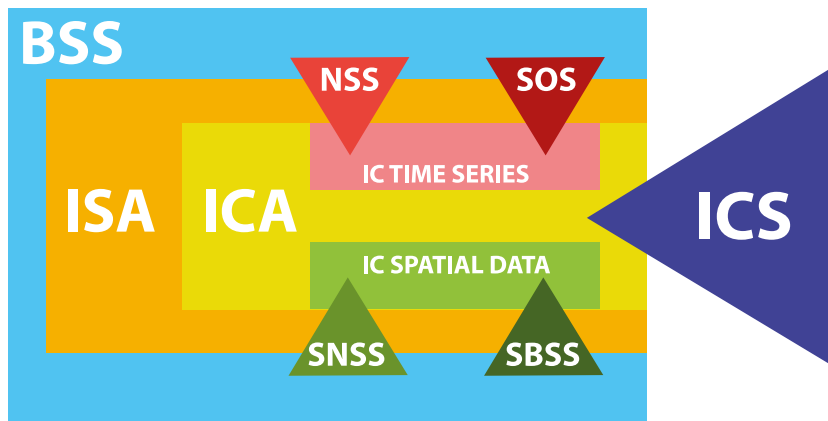 BSS
NSS
SOS
IC TIME SERIES
ISA
ICA
ICS
IC SPATIAL DATA
SNSS
SBSS